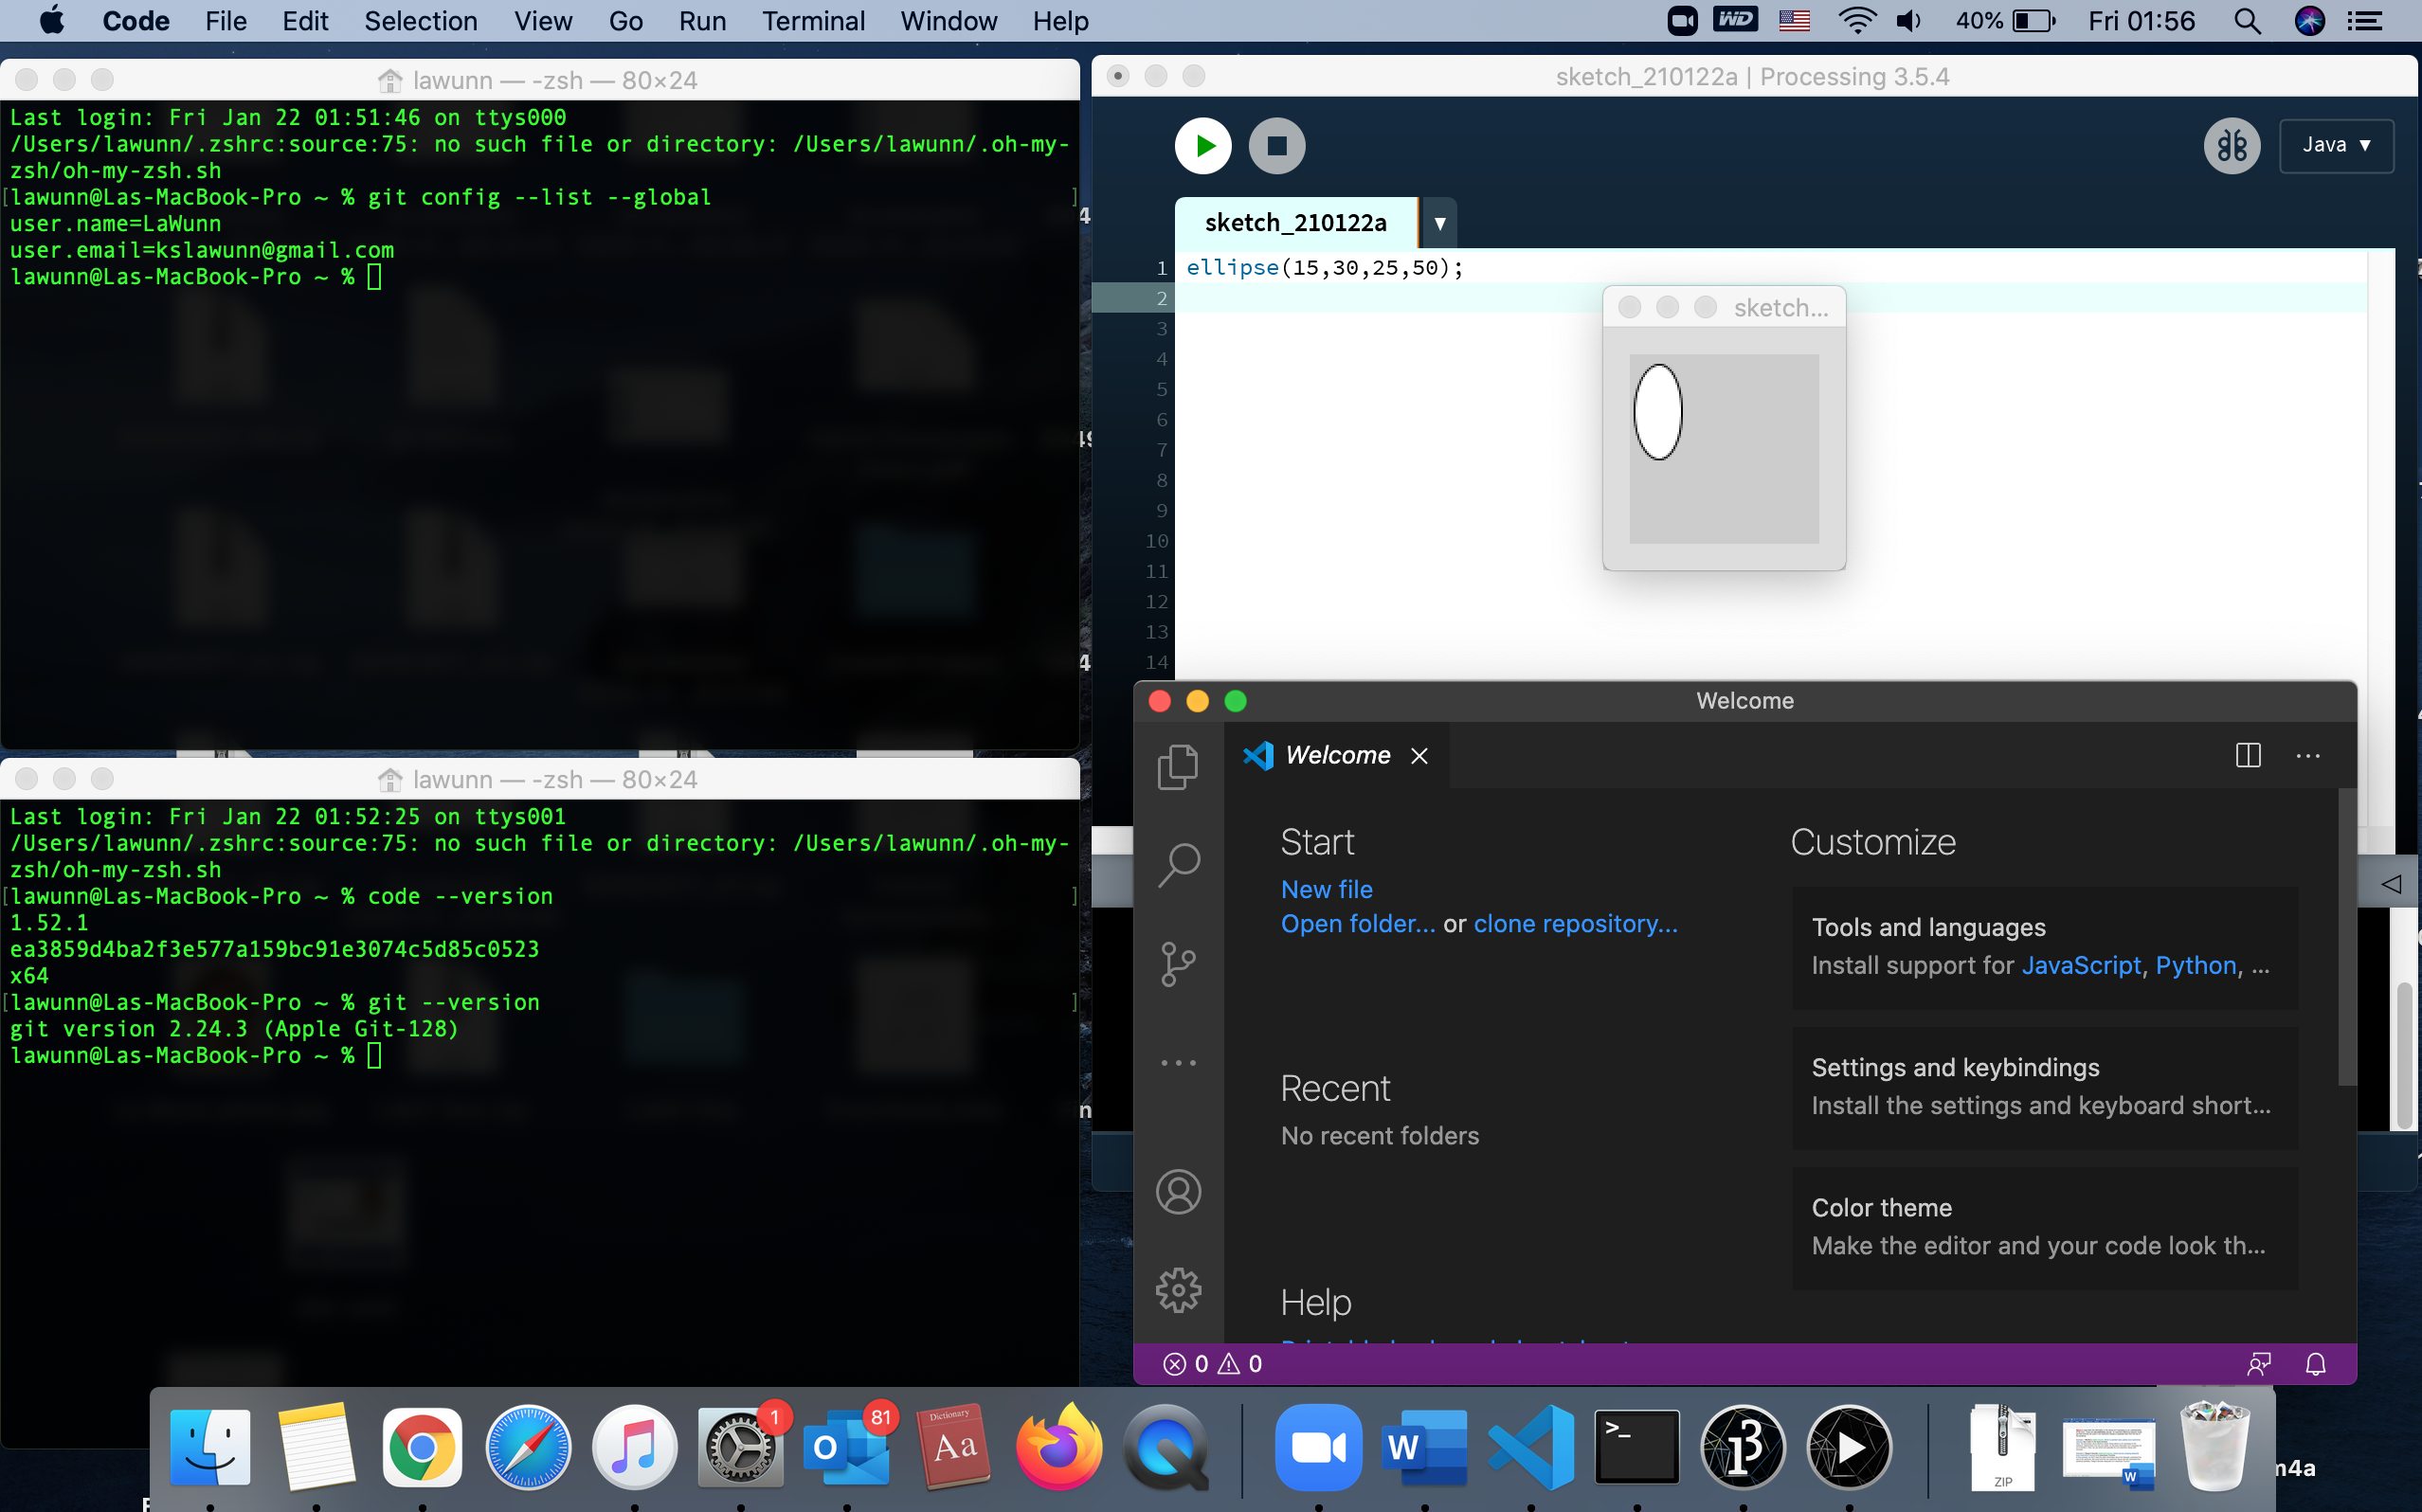 Code File Edit Selection View Go Run Terminal Window Help WD 40% Fri 01:56
lawunn — -zsh — 80×24
Last login: Fri Jan 22 01:51:46 on ttys000
/Users/lawunn/.zshrc:source:75: no such file or directory: /Users/lawunn/.oh-my-
zsh/oh-my-zsh.sh
[lawunn@Las-MacBook-Pro ~ % git config --list --global ]
user.name=LaWunn
user.email=kslawunn@gmail.com
lawunn@Las-MacBook-Pro ~ %
sketch_210122a | Processing 3.5.4
Java ▼
sketch_210122a ▼
1 ellipse(15,30,25,50);
2
3
4
5
6
7
8
9
10
11
12
13
14
sketch...
lawunn — -zsh — 80×24
Last login: Fri Jan 22 01:52:25 on ttys001
/Users/lawunn/.zshrc:source:75: no such file or directory: /Users/lawunn/.oh-my-
zsh/oh-my-zsh.sh
[lawunn@Las-MacBook-Pro ~ % code --version ]
1.52.1
ea3859d4ba2f3e577a159bc91e3074c5d85c0523
x64
[lawunn@Las-MacBook-Pro ~ % git --version ]
git version 2.24.3 (Apple Git-128)
lawunn@Las-MacBook-Pro ~ %
Welcome
Welcome
Start
New file
Open folder... or clone repository...
Recent
No recent folders
Help
Customize
Tools and languages
Install support for JavaScript, Python, ...
Settings and keybindings
Install the settings and keyboard short...
Color theme
Make the editor and your code look th...
0 0
1
81
Dictionary
Aa
O
W
>_
ZIP
W
m4a